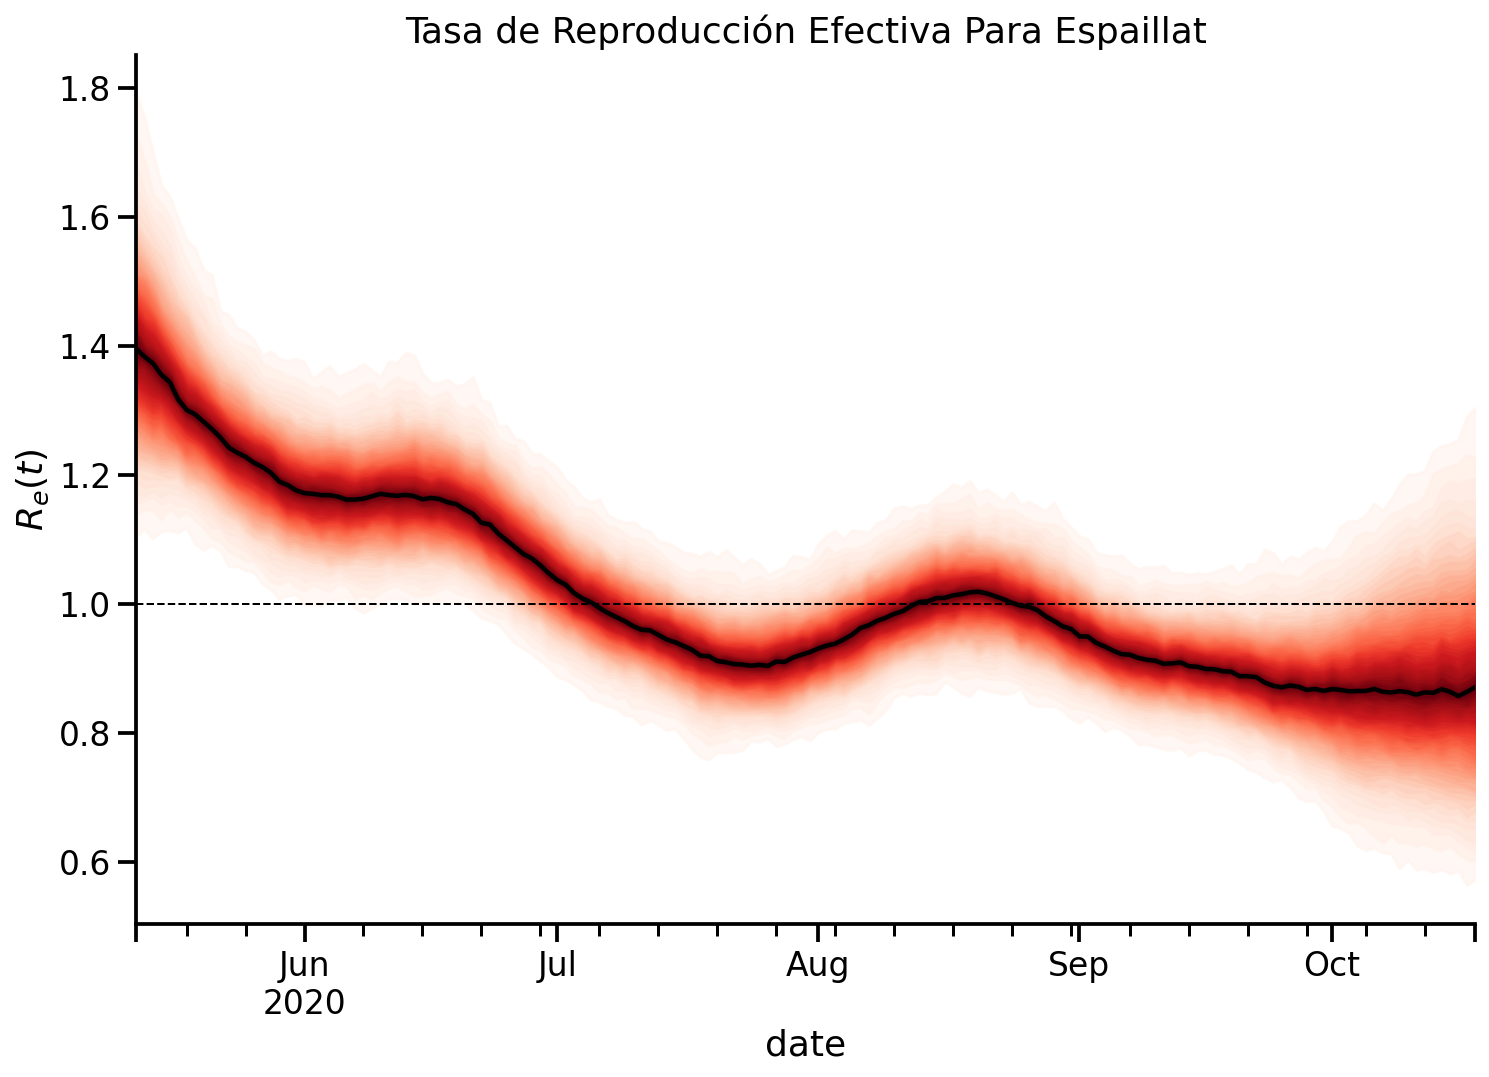 Tasa de Reproducción Efectiva Para Espaillat
1.8
1.6
1.4
1.2
1.0
0.8
0.6
R_e(t)
Jun Jul Aug Sep Oct
2020
date